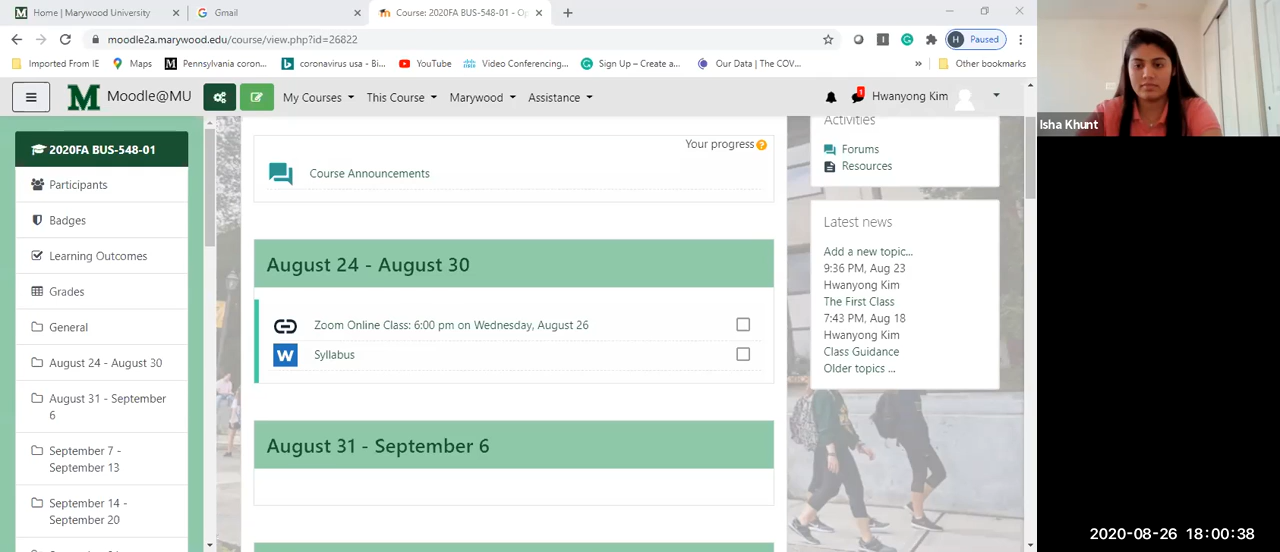 Home | Marywood University
Gmail
Course: 2020FA BUS-548-01 - Op
moodle2a.marywood.edu/course/view.php?id=26822
H Paused
Imported From IE
Maps
Pennsylvania coron...
coronavirus usa - Bi...
YouTube
Video Conferencing...
Sign Up – Create a...
Our Data | The COV...
»
Other bookmarks
M Moodle@MU
My Courses
This Course
Marywood
Assistance
1
Hwanyong Kim
Isha Khunt
2020FA BUS-548-01
Participants
Badges
Learning Outcomes
Grades
General
August 24 - August 30
August 31 - September
6
September 7 -
September 13
September 14 -
September 20
Your progress
Course Announcements
August 24 - August 30
Zoom Online Class: 6:00 pm on Wednesday, August 26
W Syllabus
August 31 - September 6
Activities
Forums
Resources
Latest news
Add a new topic...
9:36 PM, Aug 23
Hwanyong Kim
The First Class
7:43 PM, Aug 18
Hwanyong Kim
Class Guidance
Older topics ...
2020-08-26 18:00:38